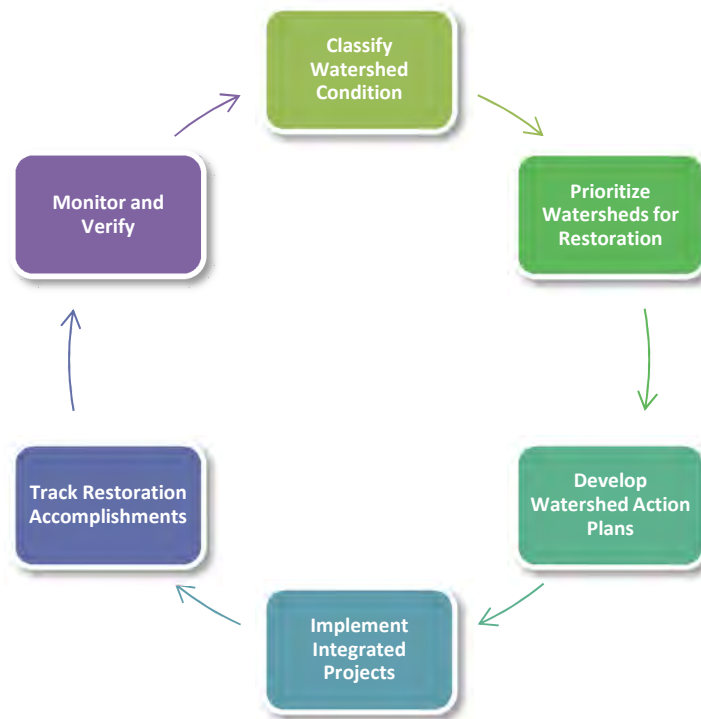 Classify
Watershed
Condition
Prioritize
Watersheds for
Restoration
Develop
Watershed Action
Plans
Implement
Integrated
Projects
Track Restoration
Accomplishments
Monitor and
Verify